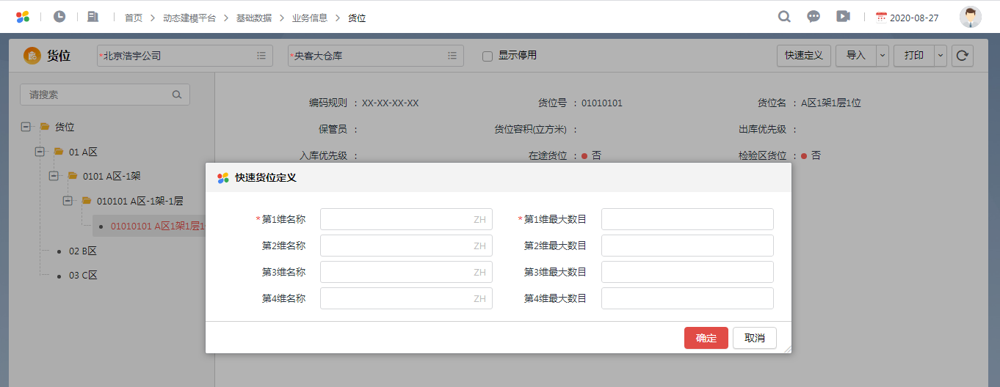 首页 > 动态建模平台 > 基础数据 > 业务信息 > 货位
2020-08-27
货位 *北京浩宇公司 *央客大仓库 显示停用 快速定义 导入 打印
请搜索
编码规则 : XX-XX-XX-XX 货位号 : 01010101 货位名 : A区1架1层1位
货位 保管员 : 货位容积(立方米) : 出库优先级 :
01 A区 入库优先级 : 在途货位 : 否 检验区货位 : 否
0101 A区-1架
010101 A区-1架-1层
01010101 A区1架1层1
02 B区
03 C区
快速货位定义
*第1维名称 ZH *第1维最大数目
第2维名称 ZH 第2维最大数目
第3维名称 ZH 第3维最大数目
第4维名称 ZH 第4维最大数目
确定 取消